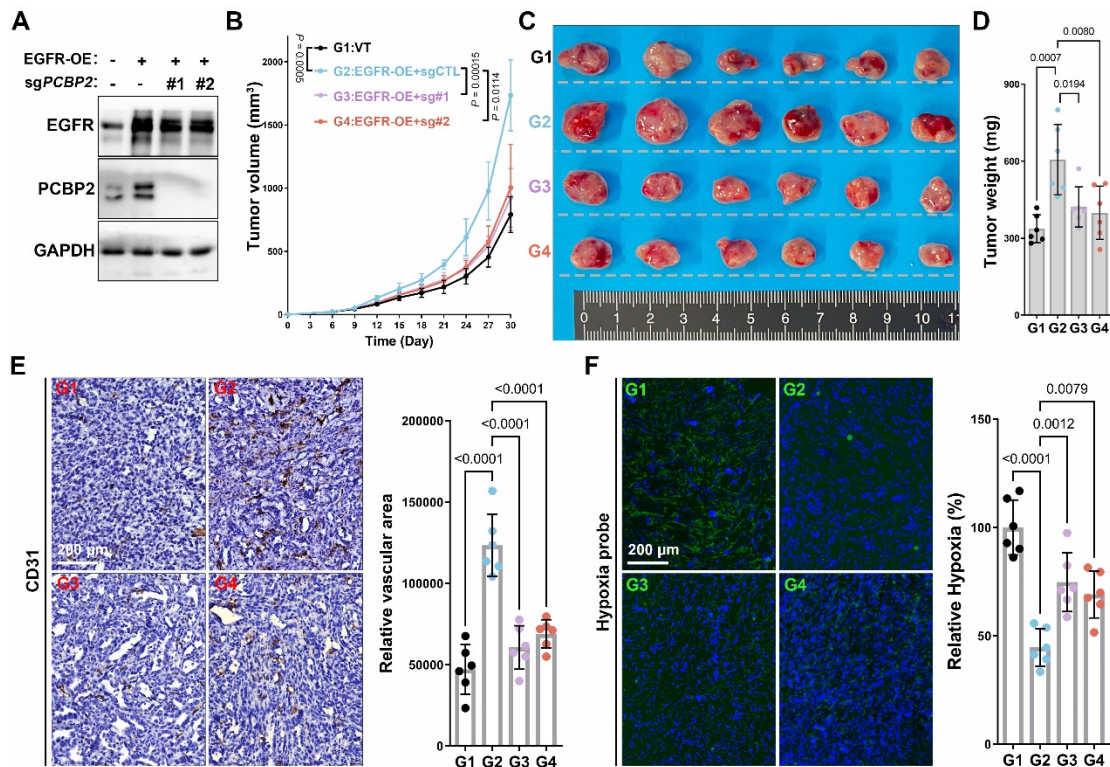 A
EGFR-OE: - + + +
sgPCBP2: - - #1 #2
EGFR
PCBP2
GAPDH
B
P = 0.0005
P = 0.00015
P = 0.0114
G1:VT
G2:EGFR-OE+sgCTL
G3:EGFR-OE+sg#1
G4:EGFR-OE+sg#2
Tumor volume (mm³)
2000
1500
1000
500
0
0 3 6 9 12 15 18 21 24 27 30
Time (Day)
C
G1
G2
G3
G4
0 1 2 3 4 5 6 7 8 9 10 11
D
0.0080
0.0007
0.0194
Tumor weight (mg)
900
600
300
0
G1 G2 G3 G4
E
CD31
G1
G2
200 µm
G3
G4
Relative vascular area
<0.0001
<0.0001
<0.0001
200000
150000
100000
50000
0
G1 G2 G3 G4
F
Hypoxia probe
G1
G2
200 µm
G3
G4
Relative Hypoxia (%)
0.0079
0.0012
<0.0001
150
100
50
0
G1 G2 G3 G4